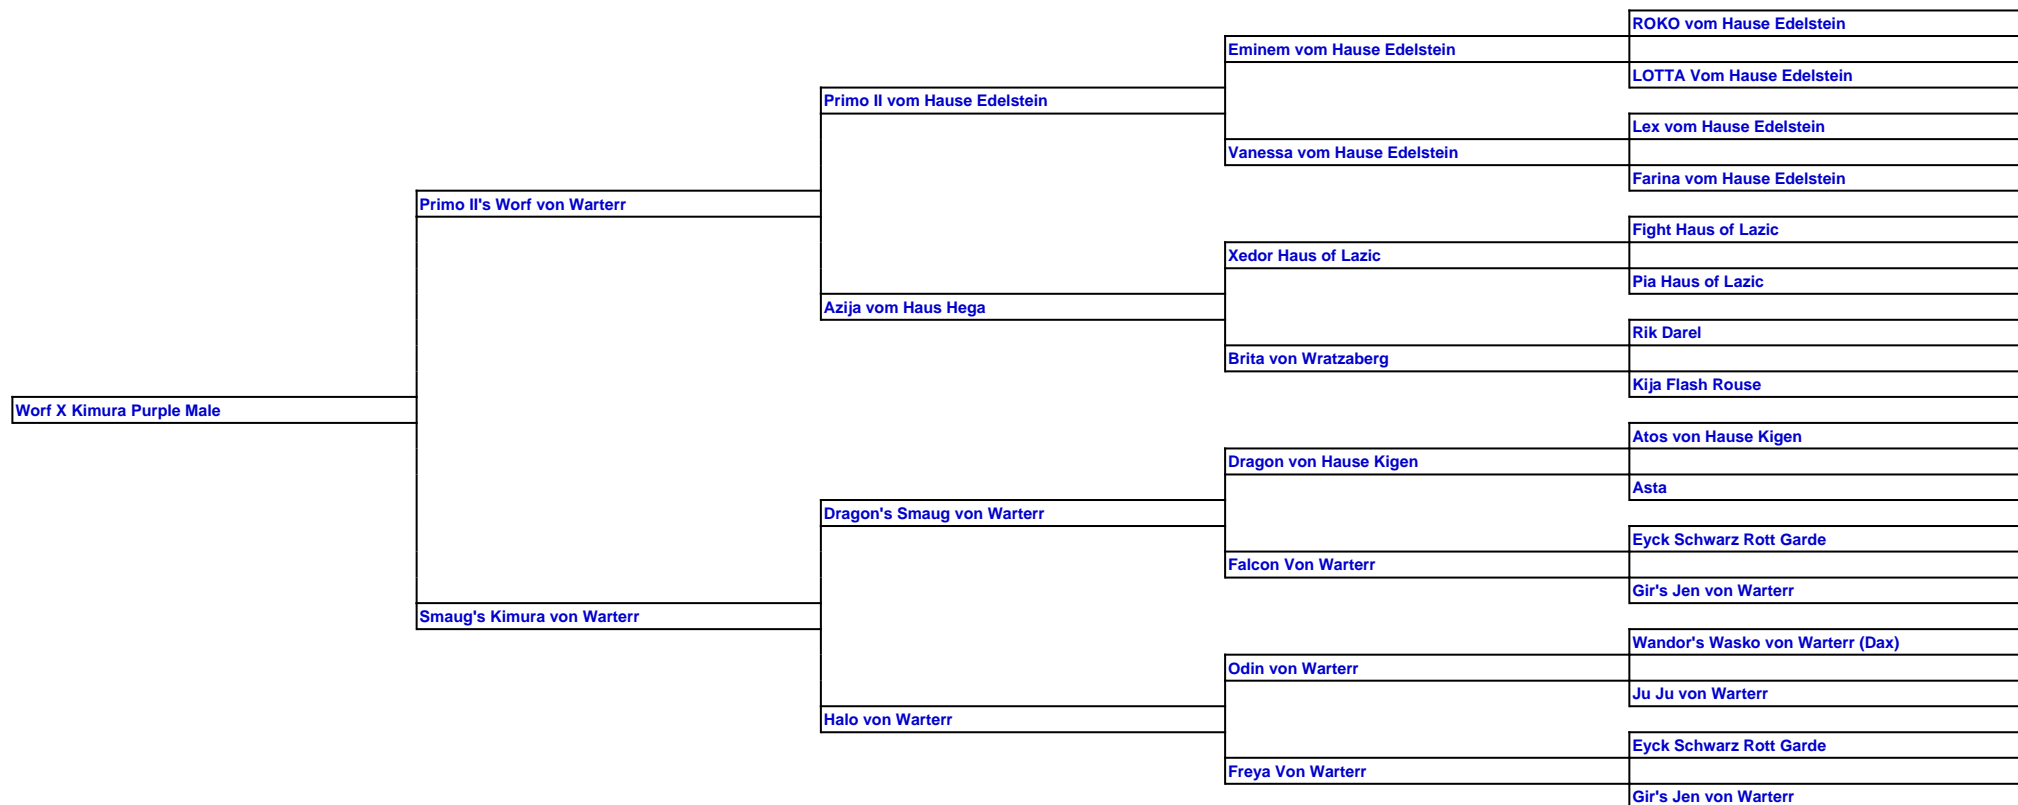 ROKO vom Hause Edelstein
Eminem vom Hause Edelstein
LOTTA Vom Hause Edelstein
Primo II vom Hause Edelstein
Lex vom Hause Edelstein
Vanessa vom Hause Edelstein
Farina vom Hause Edelstein
Primo II's Worf von Warterr
Fight Haus of Lazic
Xedor Haus of Lazic
Pia Haus of Lazic
Azija vom Haus Hega
Rik Darel
Brita von Wratzaberg
Kija Flash Rouse
Worf X Kimura Purple Male
Atos von Hause Kigen
Dragon von Hause Kigen
Asta
Dragon's Smaug von Warterr
Eyck Schwarz Rott Garde
Falcon Von Warterr
Gir's Jen von Warterr
Smaug's Kimura von Warterr
Wandor's Wasko von Warterr (Dax)
Odin von Warterr
Ju Ju von Warterr
Halo von Warterr
Eyck Schwarz Rott Garde
Freya Von Warterr
Gir's Jen von Warterr